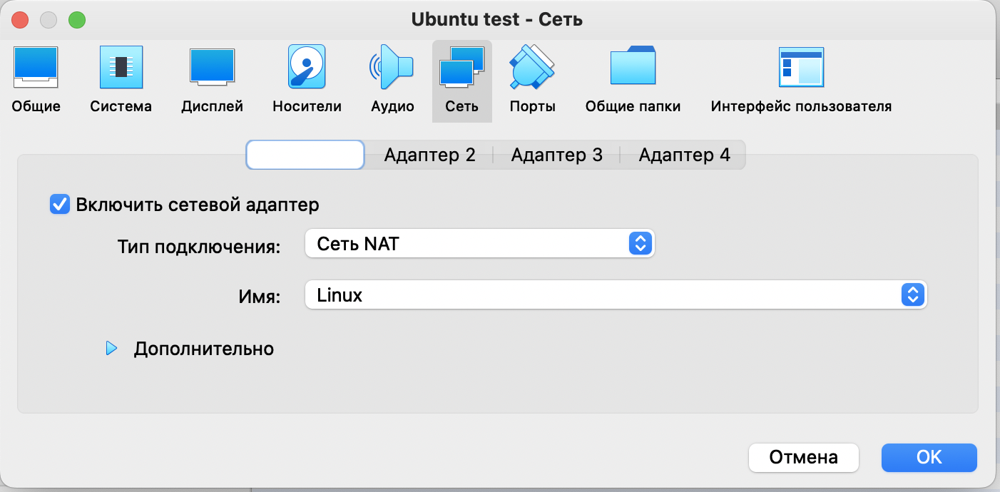 Ubuntu test - Сеть
Общие Система Дисплей Носители Аудио Сеть Порты Общие папки Интерфейс пользователя
Адаптер 2 Адаптер 3 Адаптер 4
Включить сетевой адаптер
Тип подключения: Сеть NAT
Имя: Linux
Дополнительно
Отмена OK